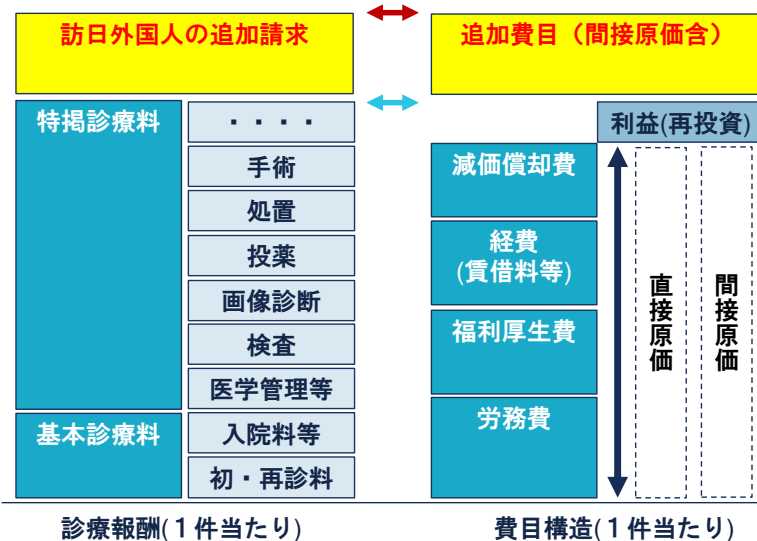 訪日外国人の追加請求
追加費目（間接原価含）
特掲診療料
・・・・
手術
処置
投薬
画像診断
検査
医学管理等
基本診療料
入院料等
初・再診料
診療報酬(１件当たり)
利益(再投資)
減価償却費
経費
(賃借料等)
福利厚生費
労務費
直接原価
間接原価
費目構造(１件当たり)